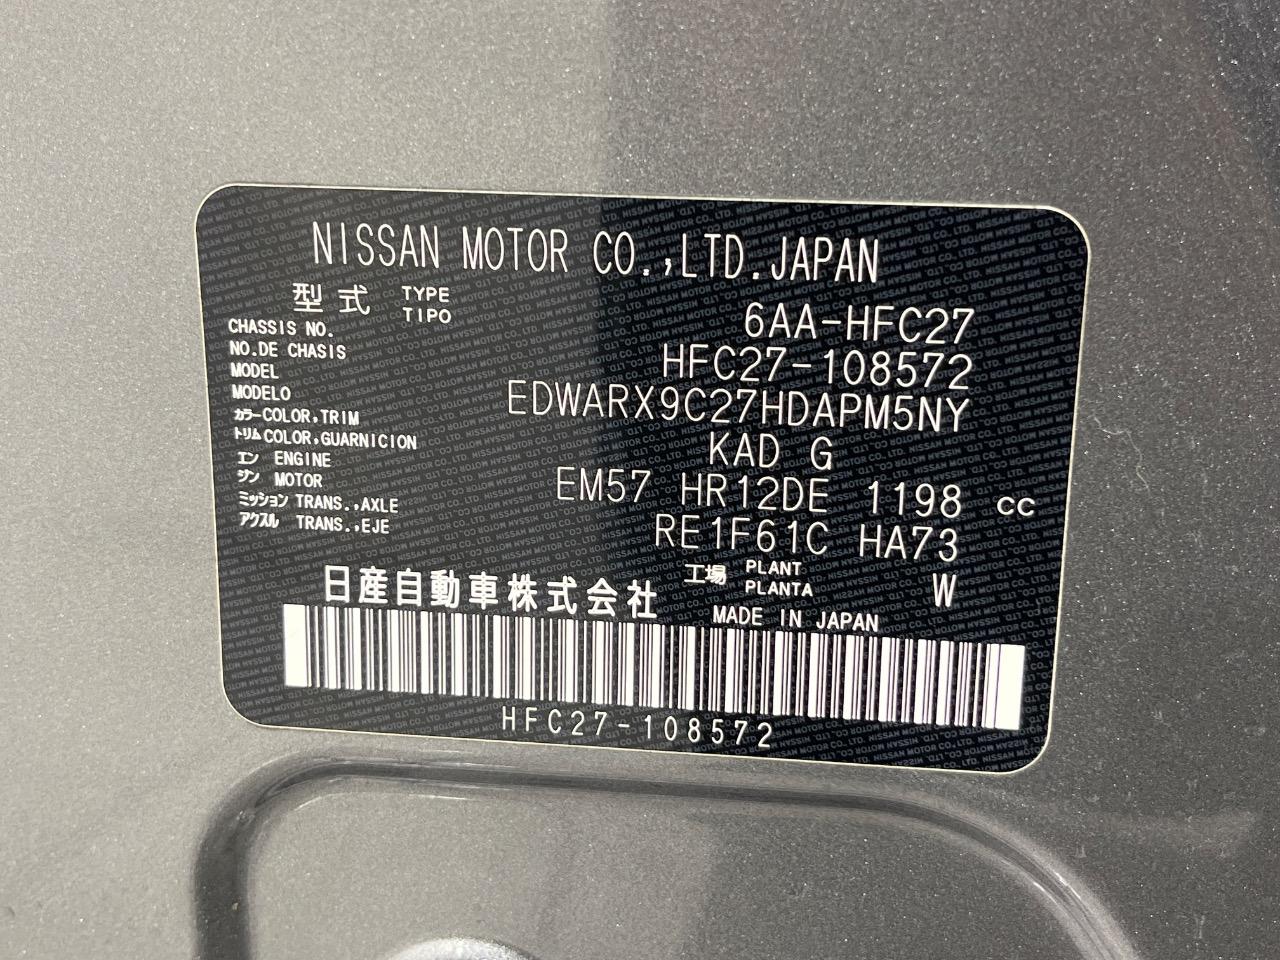 NISSAN MOTOR CO.,LTD.JAPAN
型式 TYPE TIPO 6AA-HFC27
CHASSIS NO. NO.DE CHASIS HFC27-108572
MODEL MODELO EDWARX9C27HDAPM5NY
カラー COLOR,TRIM トリム COLOR,GUARNICION KAD G
エンジン ENGINE MOTOR EM57 HR12DE 1198 cc
ミッション TRANS.,AXLE アクスル TRANS.,EJE RE1F61C HA73
日産自動車株式会社 工場 PLANT PLANTA W
MADE IN JAPAN
HFC27-108572